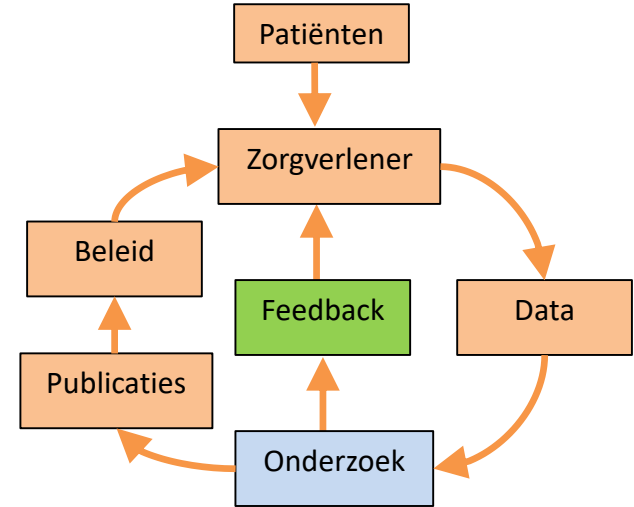 Patiënten
Zorgverlener
Beleid
Feedback
Data
Publicaties
Onderzoek